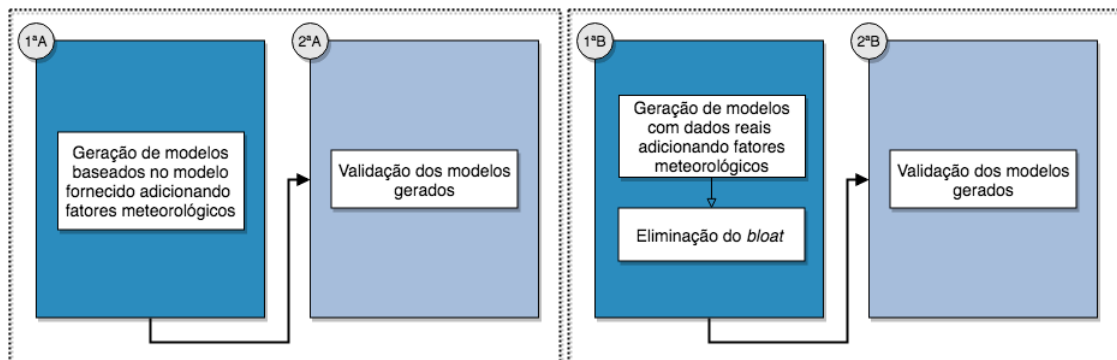 1ªA
Geração de modelos
baseados no modelo
fornecido adicionando
fatores meteorológicos
2ªA
Validação dos modelos
gerados
1ªB
Geração de modelos
com dados reais
adicionando fatores
meteorológicos
Eliminação do bloat
2ªB
Validação dos modelos
gerados